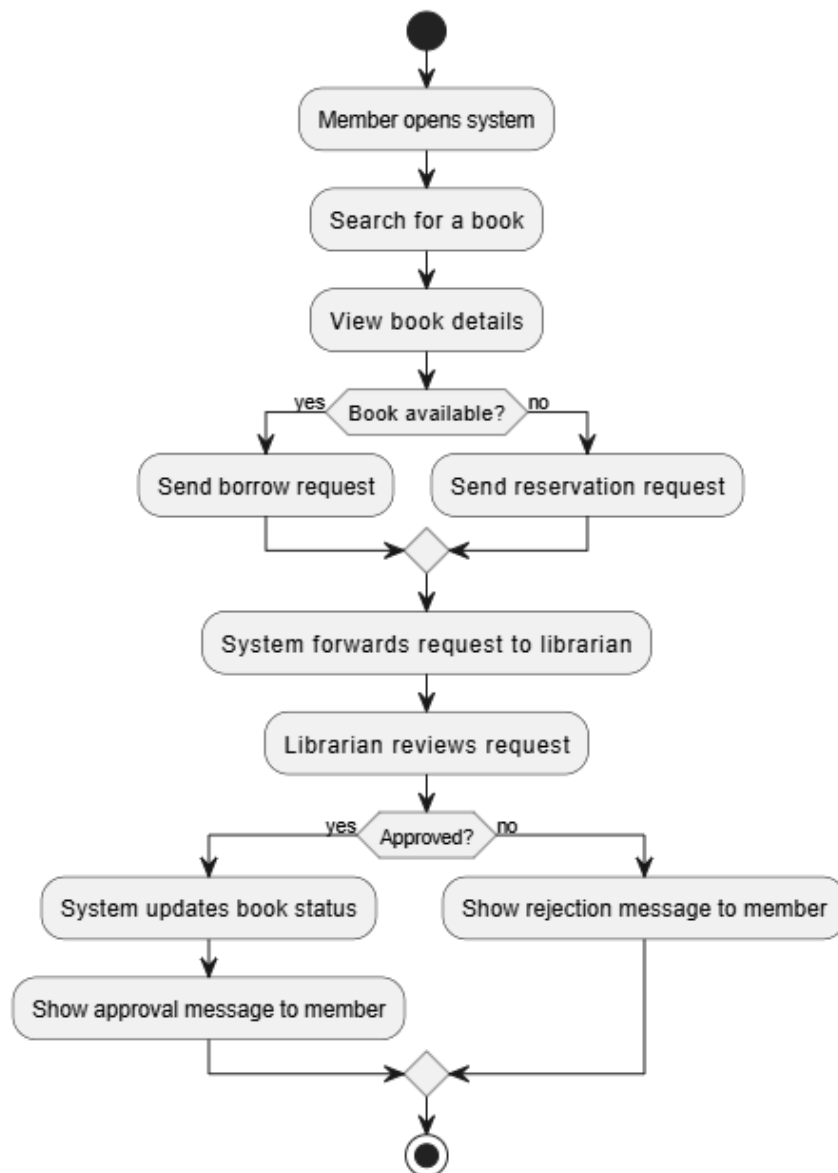 Member opens system
Search for a book
View book details
yes
Book available?
no
Send borrow request
Send reservation request
System forwards request to librarian
Librarian reviews request
yes
Approved?
no
System updates book status
Show rejection message to member
Show approval message to member